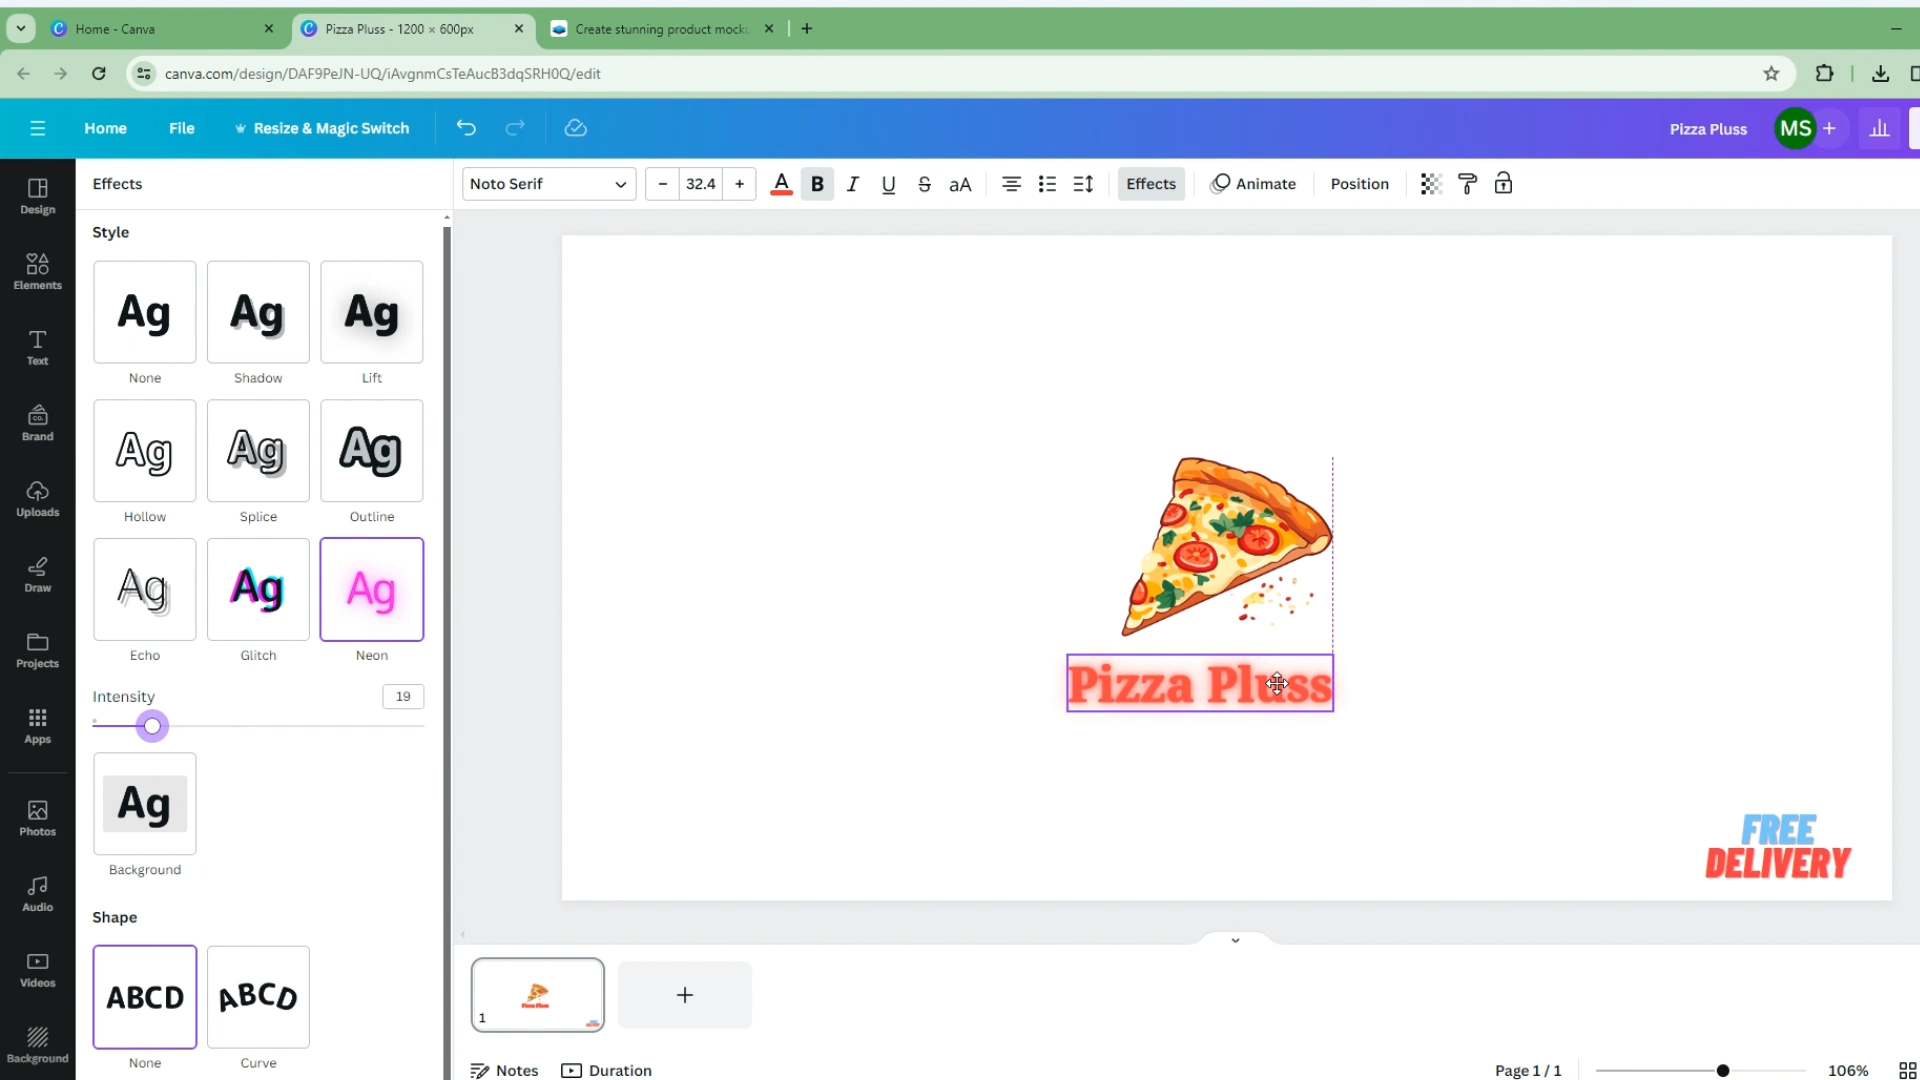 Home - Canva
Pizza Pluss - 1200 × 600px
Create stunning product mock
canva.com/design/DAF9PeJN-UQ/iAvgnmCsTeAucB3dqSRH0Q/edit
Home
File
Resize & Magic Switch
Pizza Pluss
MS
Design
Elements
Text
Brand
Uploads
Draw
Projects
Apps
Photos
Audio
Videos
Background
Effects
Style
Ag
Ag
Ag
None
Shadow
Lift
Ag
Ag
Ag
Hollow
Splice
Outline
Ag
Ag
Ag
Echo
Glitch
Neon
Intensity
19
Ag
Background
Shape
ABCD
ABCD
None
Curve
Noto Serif
32.4
A
B
I
U
S
aA
Effects
Animate
Position
Pizza Pluss
FREE
DELIVERY
Pizza Pluss
1
Notes
Duration
Page 1 / 1
106%